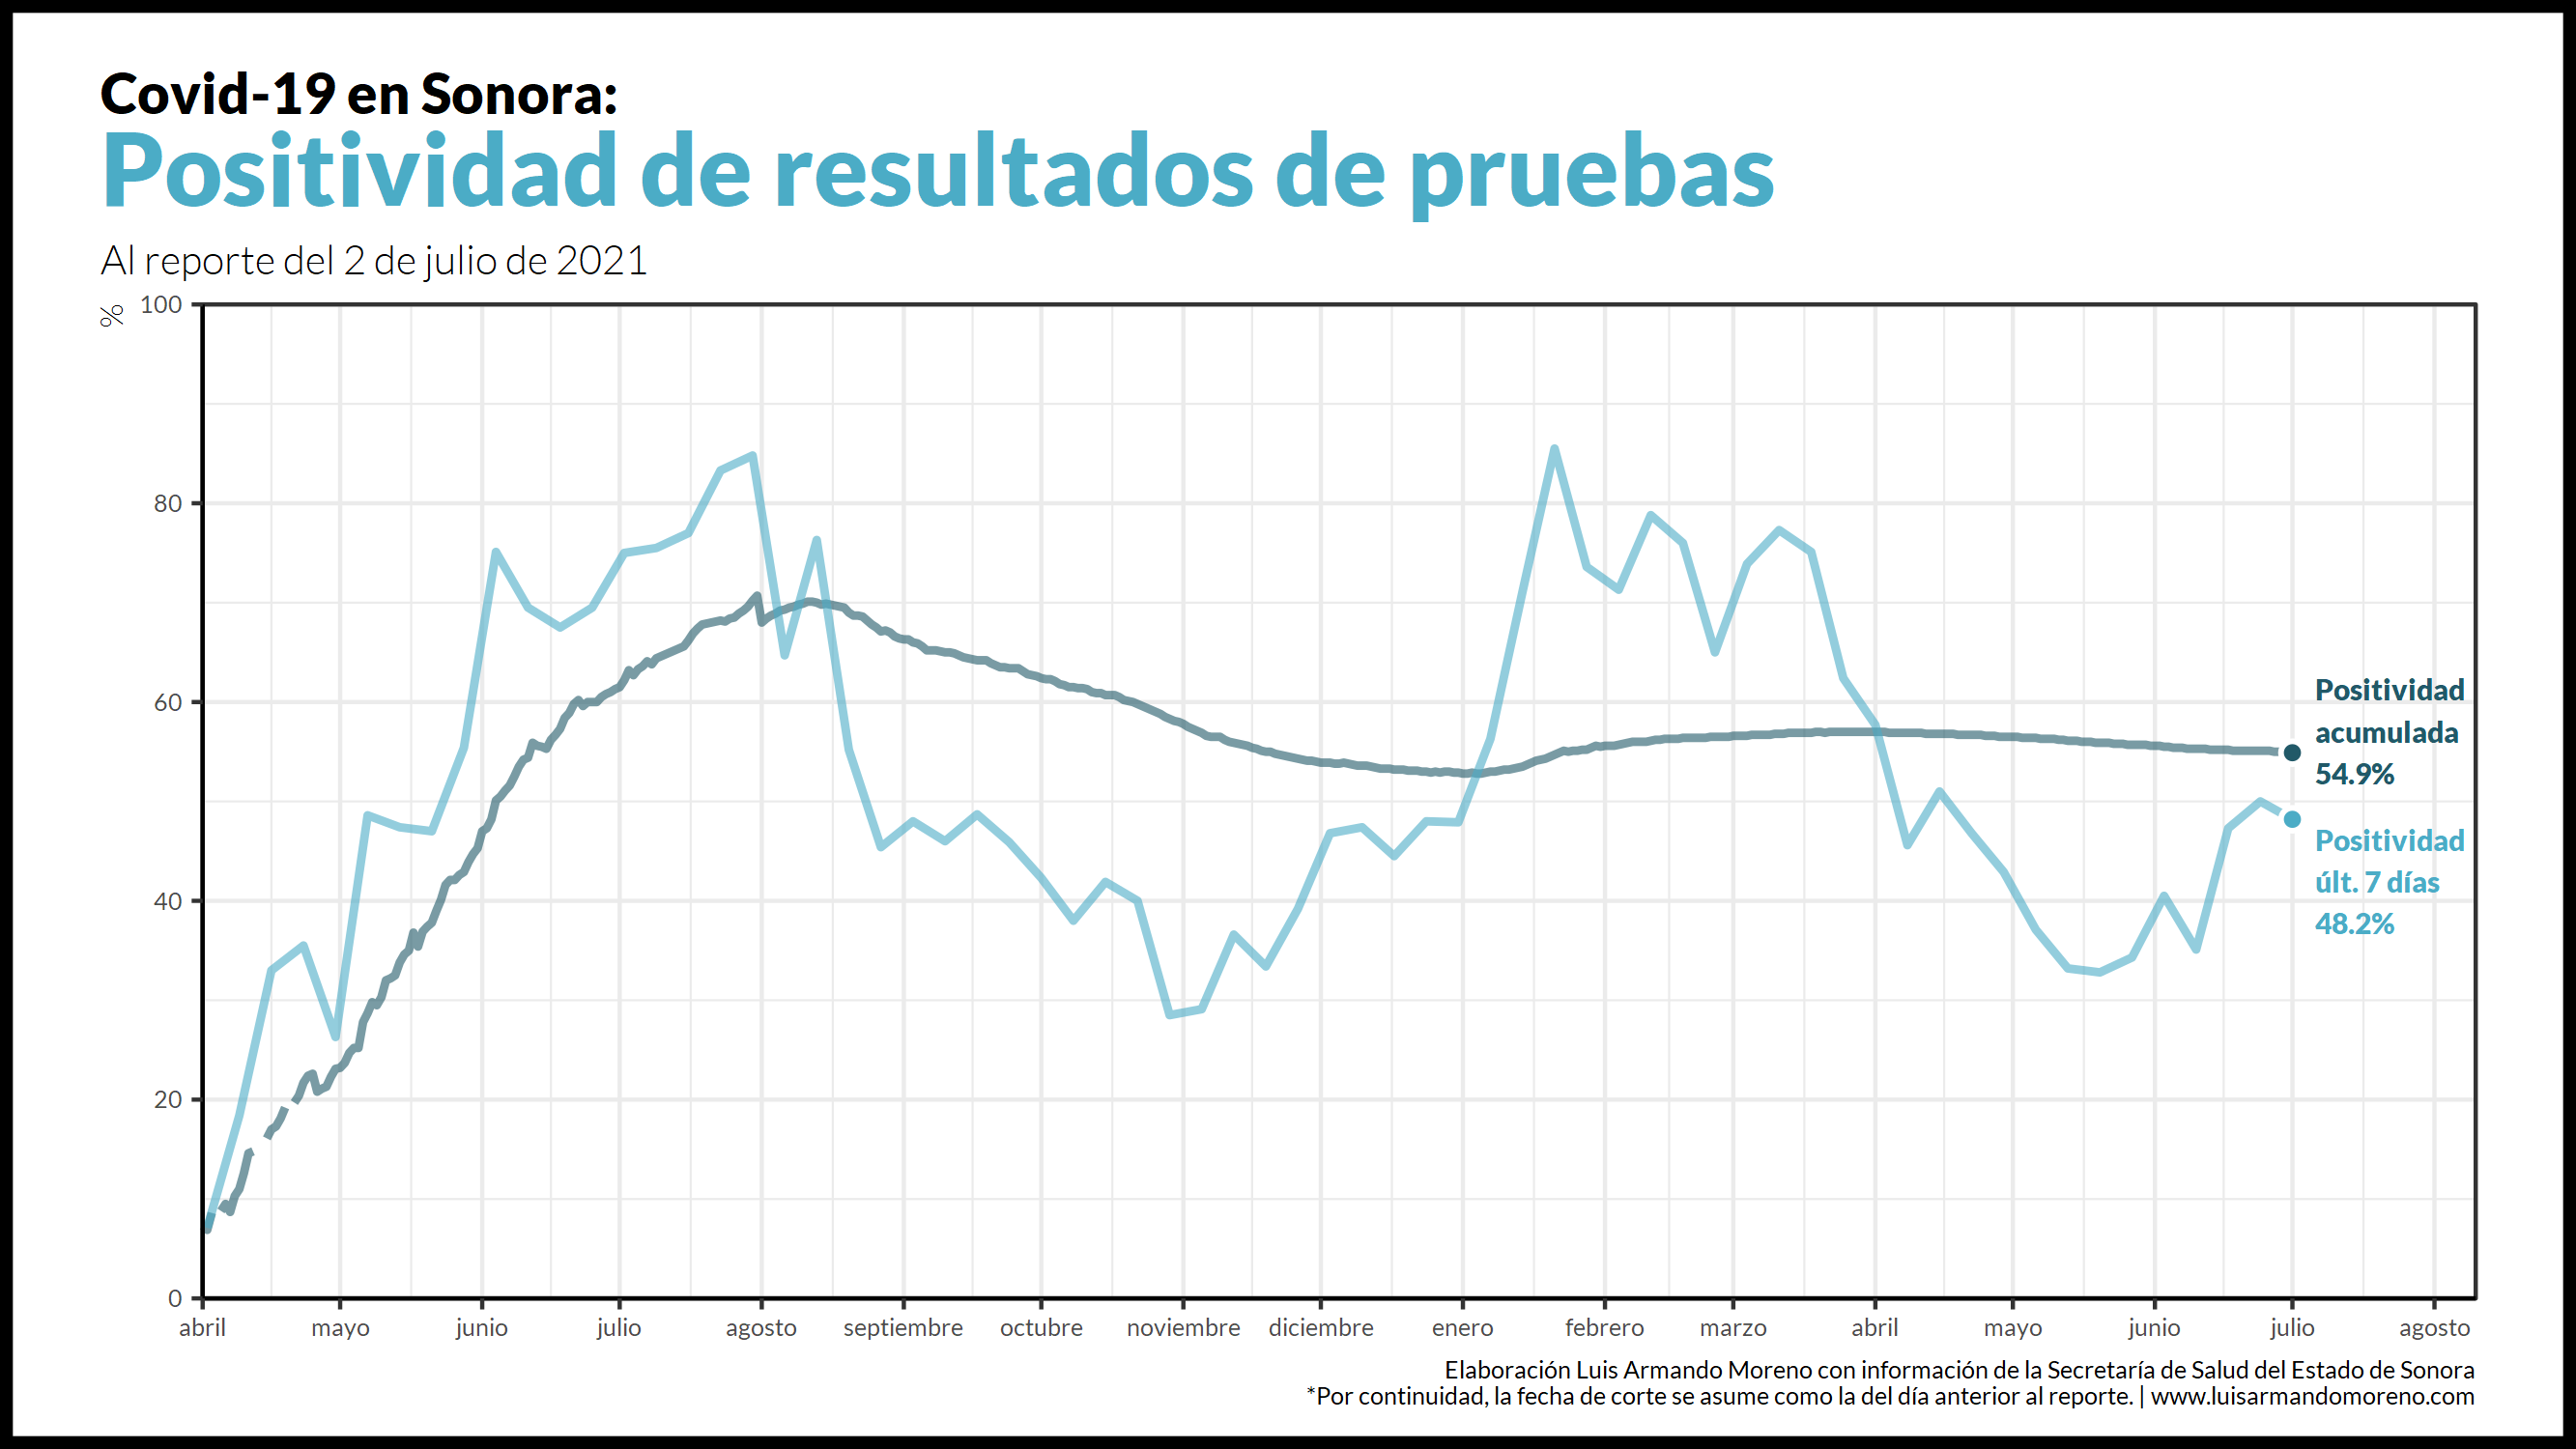 Covid-19 en Sonora:
Positividad de resultados de pruebas
Al reporte del 2 de julio de 2021
%
100
80
60
40
20
0
Positividad
acumulada
54.9%
Positividad
últ. 7 días
48.2%
abril mayo junio julio agosto septiembre octubre noviembre diciembre enero febrero marzo abril mayo junio julio agosto
Elaboración Luis Armando Moreno con información de la Secretaría de Salud del Estado de Sonora
*Por continuidad, la fecha de corte se asume como la del día anterior al reporte. | www.luisarmandomoreno.com